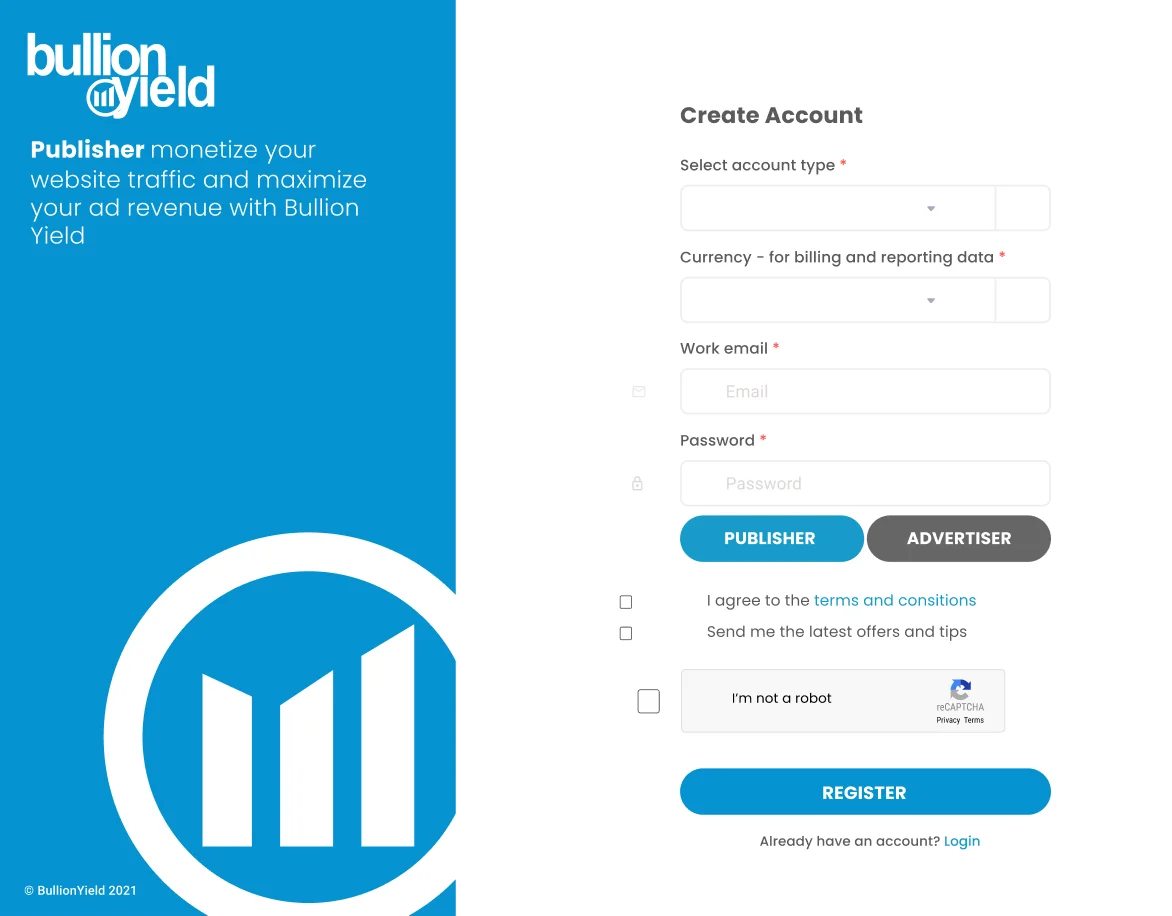 bullion
yield
Publisher monetize your
website traffic and maximize
your ad revenue with Bullion
Yield
© BullionYield 2021
Create Account
Select account type *
Currency - for billing and reporting data *
Work email *
Email
Password *
Password
PUBLISHER ADVERTISER
I agree to the terms and consitions
Send me the latest offers and tips
I'm not a robot
reCAPTCHA
Privacy Terms
REGISTER
Already have an account? Login